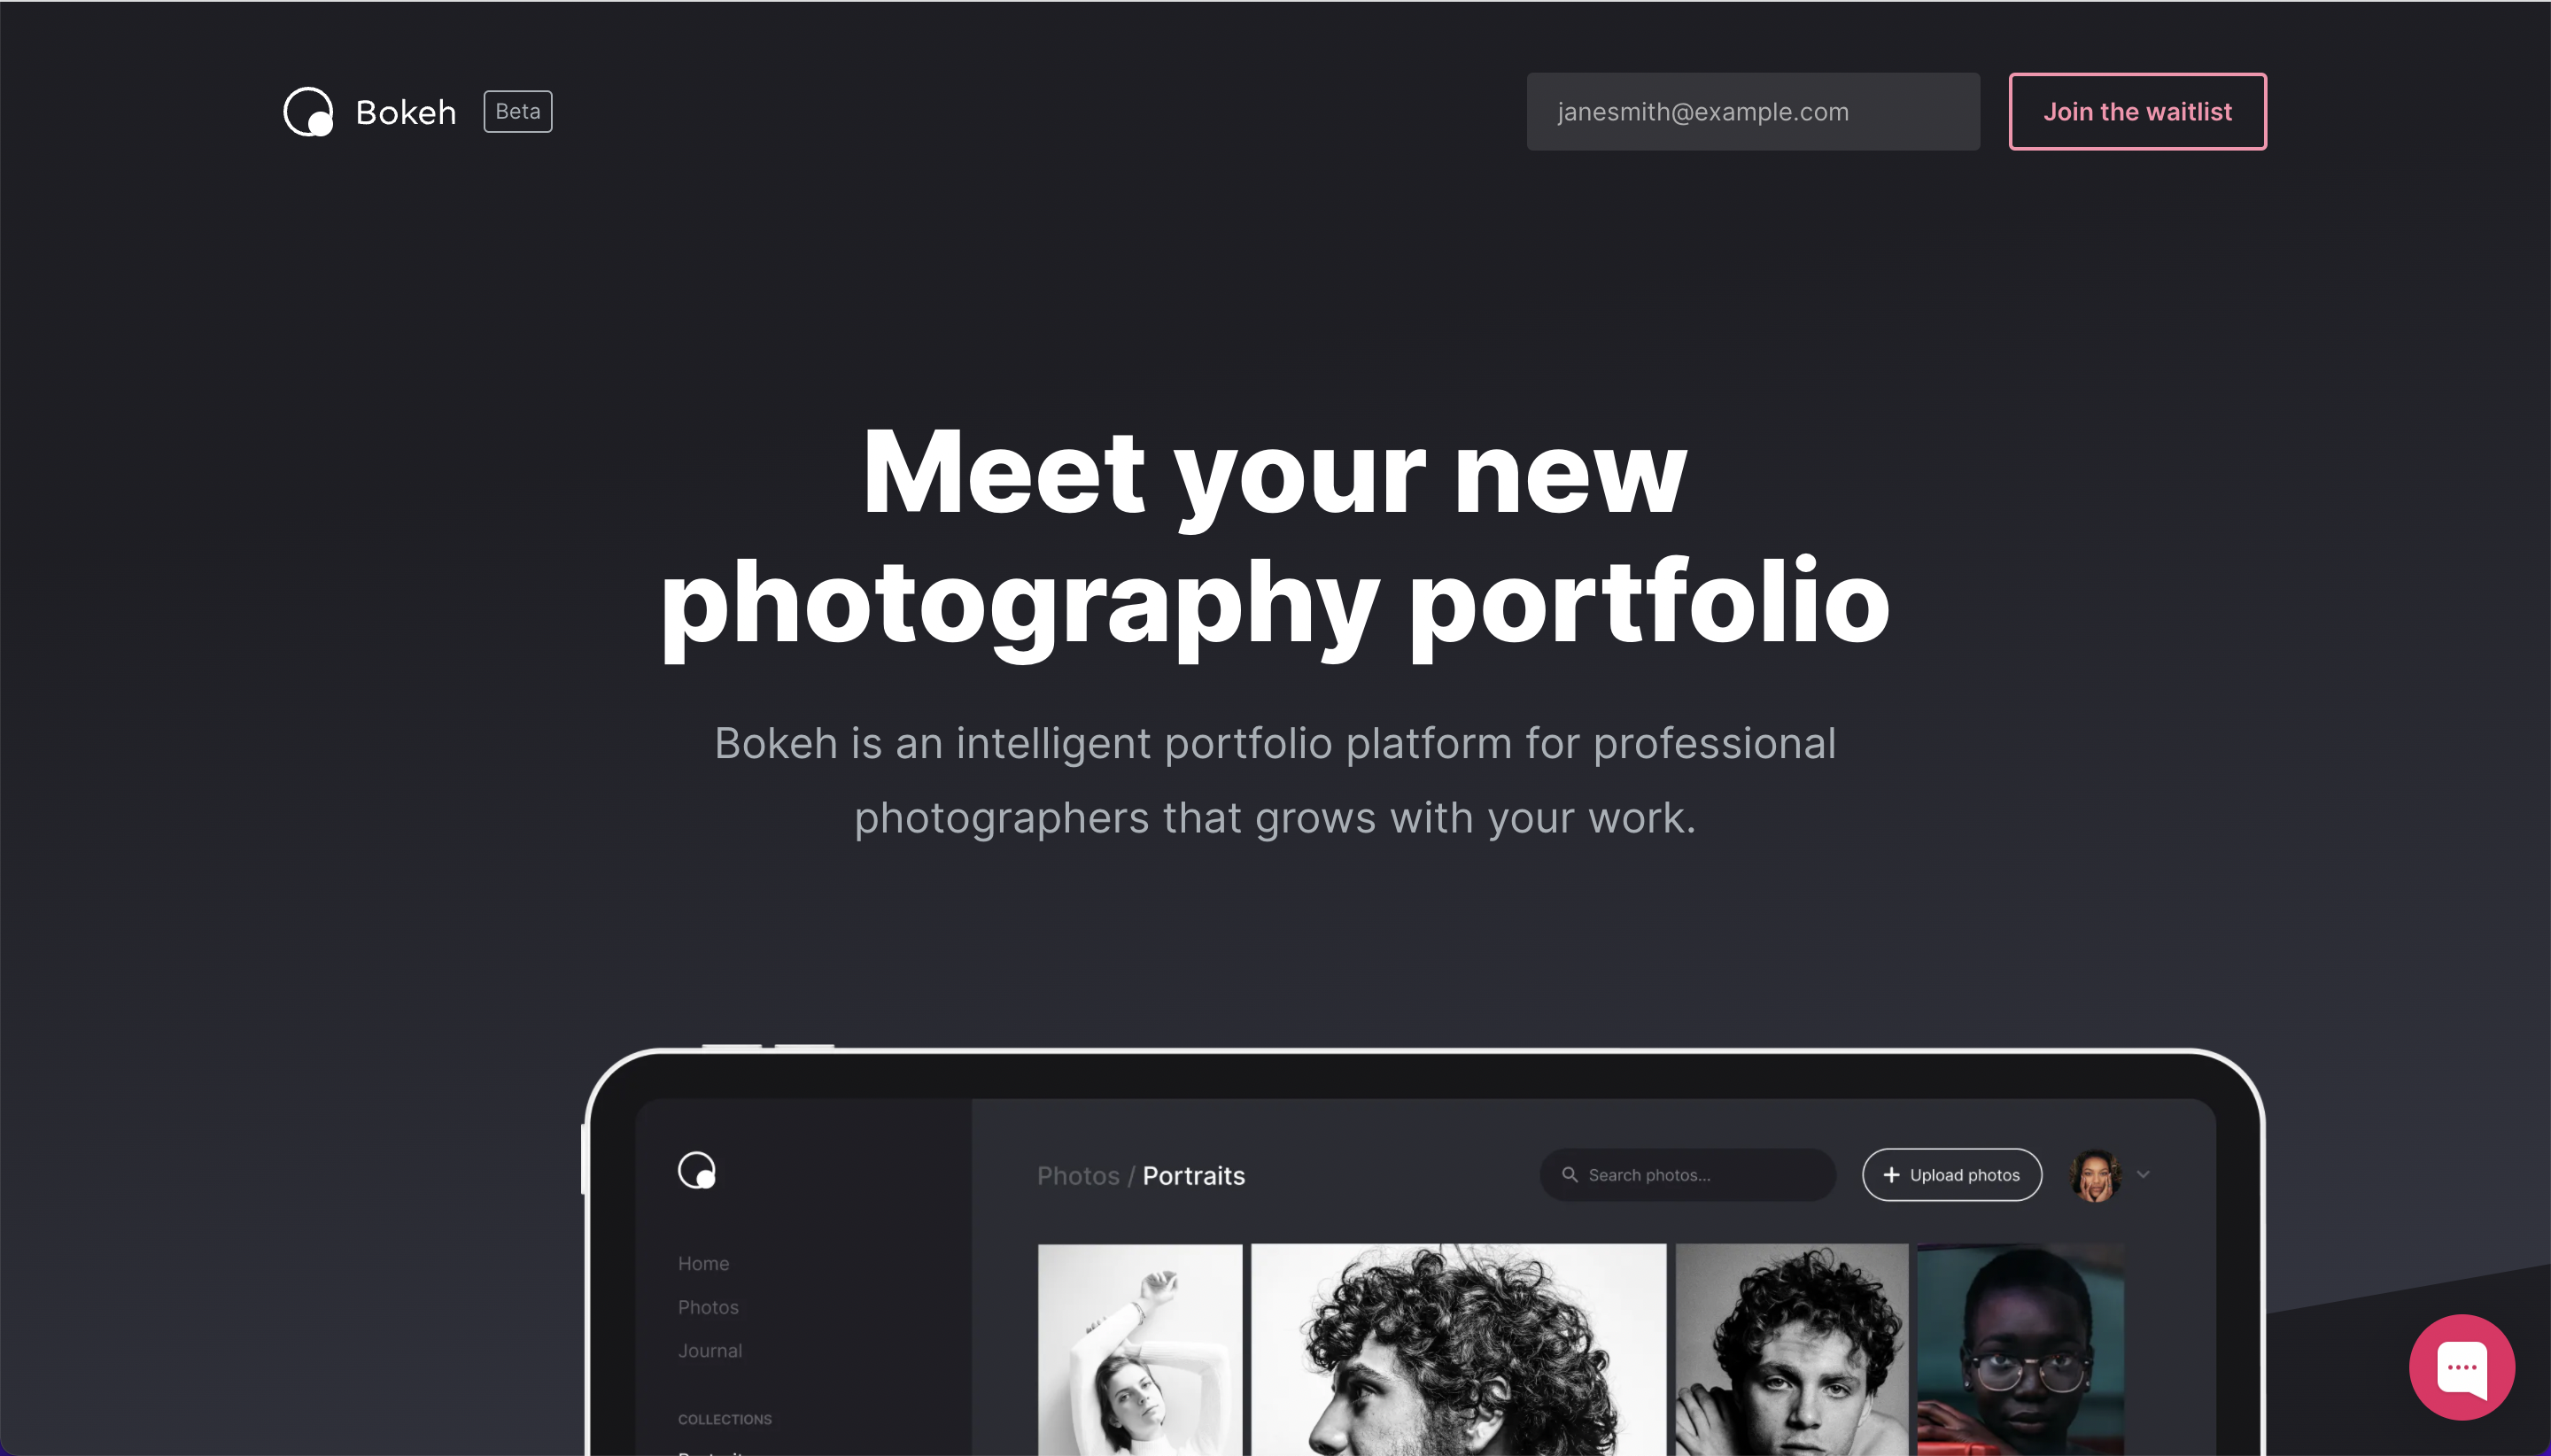 Bokeh Beta
janesmith@example.com
Join the waitlist
Meet your new
photography portfolio
Bokeh is an intelligent portfolio platform for professional
photographers that grows with your work.
Photos / Portraits
Search photos...
Upload photos
Home
Photos
Journal
COLLECTIONS